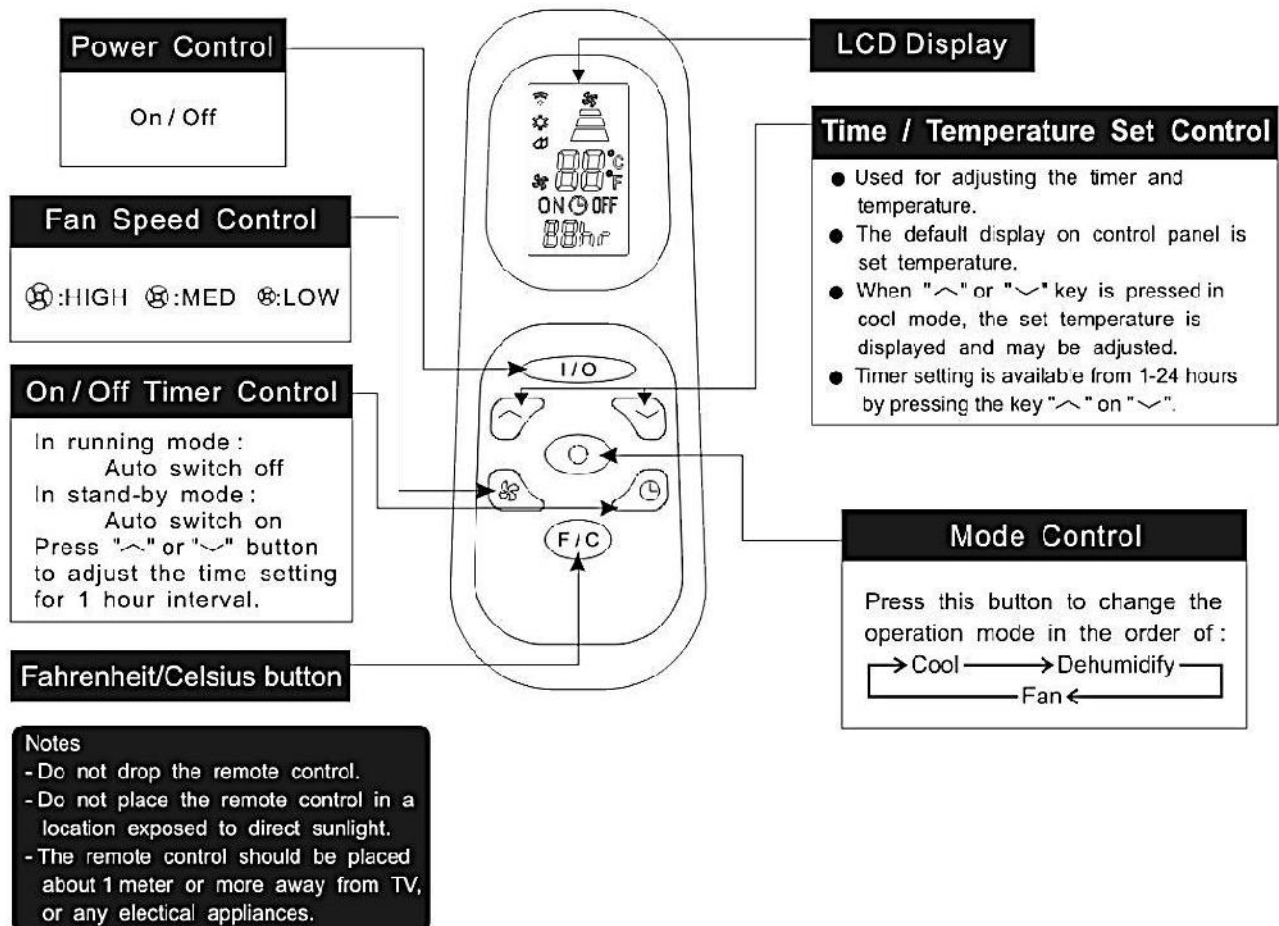 Power Control
On / Off
Fan Speed Control
:HIGH :MED :LOW
On / Off Timer Control
In running mode :
Auto switch off
In stand-by mode :
Auto switch on
Press "︿" or "﹀" button
to adjust the time setting
for 1 hour interval.
Fahrenheit/Celsius button
Notes
- Do not drop the remote control.
- Do not place the remote control in a
location exposed to direct sunlight.
- The remote control should be placed
about 1 meter or more away from TV,
or any electical appliances.
88°C
°F
ON OFF
88hr
I / O
F / C
LCD Display
Time / Temperature Set Control
● Used for adjusting the timer and
temperature.
● The default display on control panel is
set temperature.
● When "︿" or "﹀" key is pressed in
cool mode, the set temperature is
displayed and may be adjusted.
● Timer setting is available from 1-24 hours
by pressing the key "︿" on "﹀".
Mode Control
Press this button to change the
operation mode in the order of :
Cool → Dehumidify
Fan ←